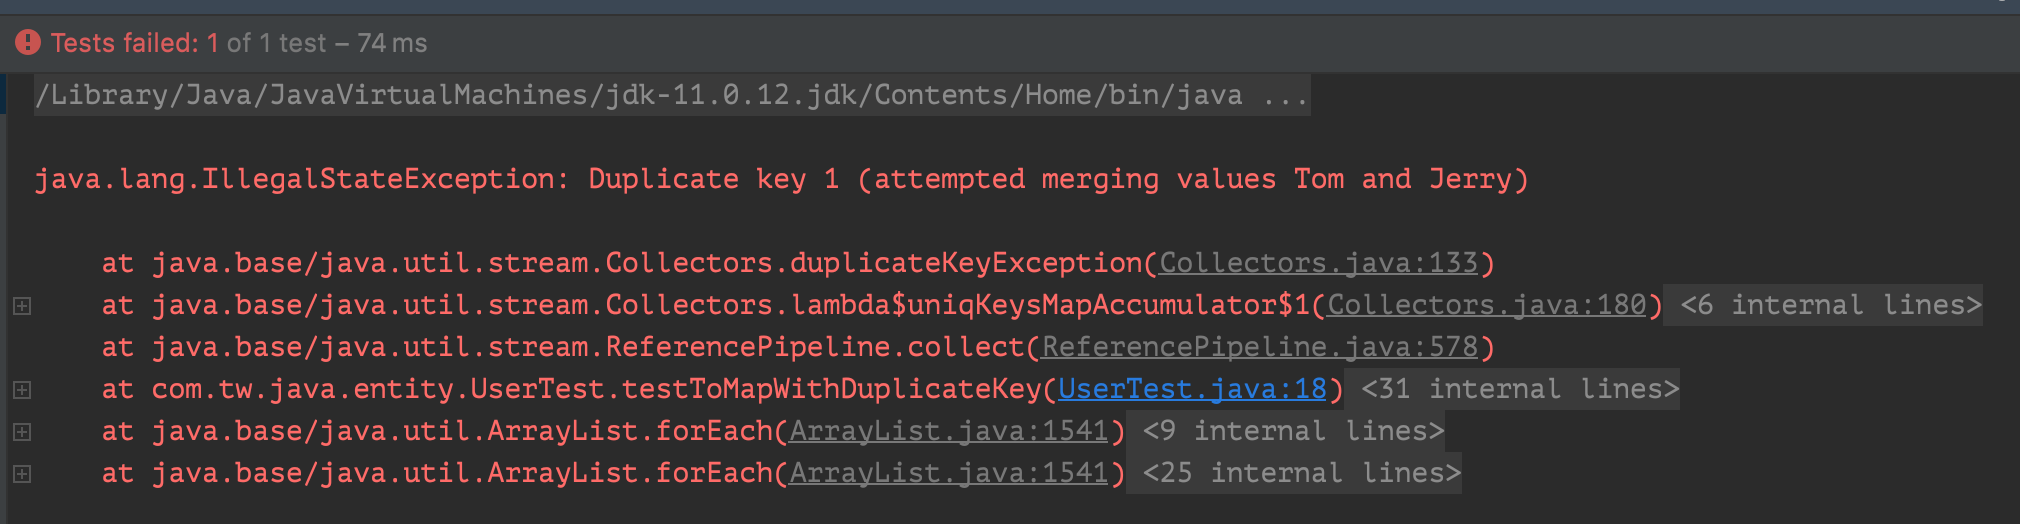 Tests failed: 1 of 1 test – 74 ms
/Library/Java/JavaVirtualMachines/jdk-11.0.12.jdk/Contents/Home/bin/java ...
java.lang.IllegalStateException: Duplicate key 1 (attempted merging values Tom and Jerry)
at java.base/java.util.stream.Collectors.duplicateKeyException(Collectors.java:133)
at java.base/java.util.stream.Collectors.lambda$uniqKeysMapAccumulator$1(Collectors.java:180) <6 internal lines>
at java.base/java.util.stream.ReferencePipeline.collect(ReferencePipeline.java:578)
at com.tw.java.entity.UserTest.testToMapWithDuplicateKey(UserTest.java:18) <31 internal lines>
at java.base/java.util.ArrayList.forEach(ArrayList.java:1541) <9 internal lines>
at java.base/java.util.ArrayList.forEach(ArrayList.java:1541) <25 internal lines>